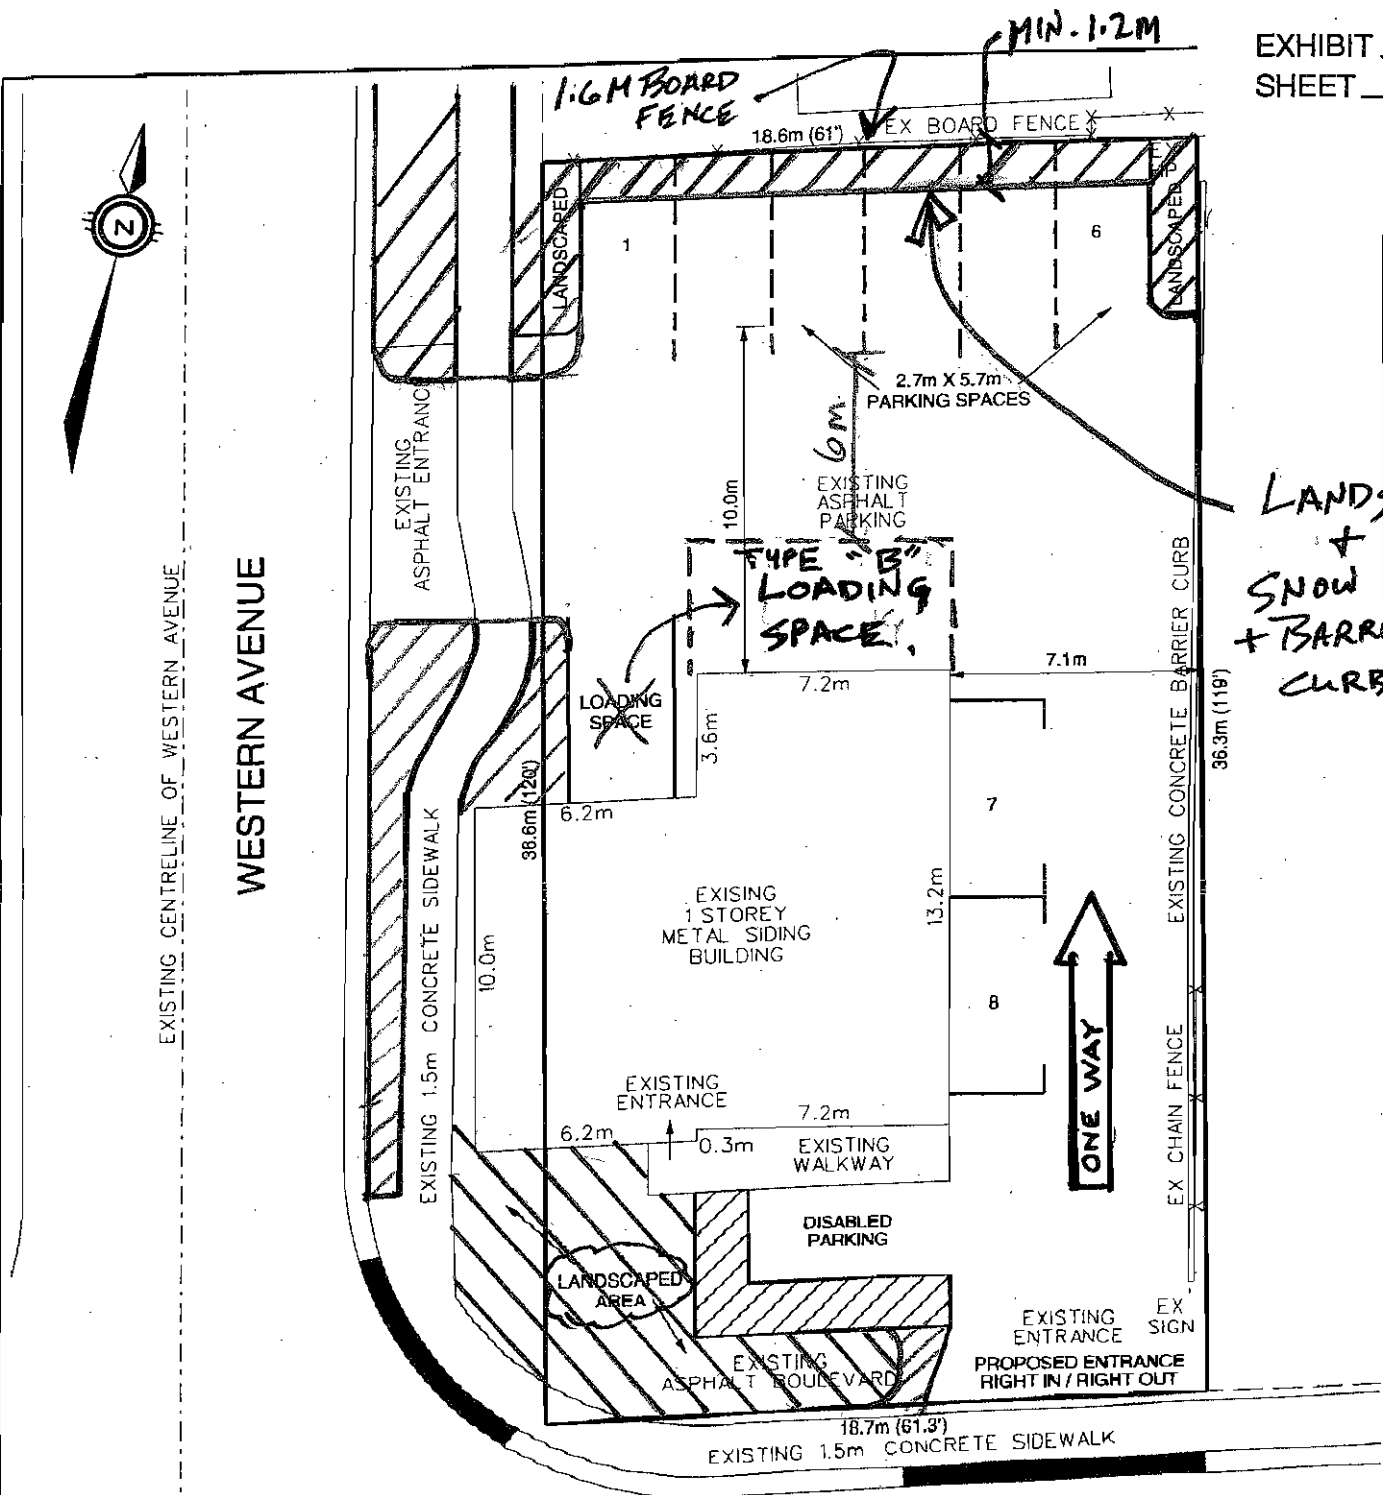 MIN. 1.2M
EXHIBIT
SHEET
1.6M BOARD
FENCE
EX BOARD FENCE
18.6m (61')
N
LANDSCAPED
1
6
LANDSCAPED
2.7m X 5.7m
PARKING SPACES
6m
10.0m
EXISTING
ASPHALT
PARKING
EXISTING
ASPHALT ENTRANC
LANDS
+
SNOW
+ BARR
CURB
TYPE "B"
LOADING
SPACE
LOADING
SPACE
7.2m
7.1m
3.6m
6.2m
38.6m (120')
36.3m (119')
EXISTING CONCRETE BARRIER CURB
EXISTING CENTRELINE OF WESTERN AVENUE
WESTERN AVENUE
7
EXISING
1 STOREY
METAL SIDING
BUILDING
13.2m
10.0m
8
EXISTING 1.5m CONCRETE SIDEWALK
ONE WAY
EX CHAIN FENCE
EXISTING
ENTRANCE
7.2m
6.2m
0.3m
EXISTING
WALKWAY
DISABLED
PARKING
LANDSCAPED
AREA
EXISTING
ENTRANCE
EX
SIGN
PROPOSED ENTRANCE
RIGHT IN / RIGHT OUT
EXISTING
ASPHALT BOULEVARD
18.7m (61.3')
EXISTING 1.5m CONCRETE SIDEWALK